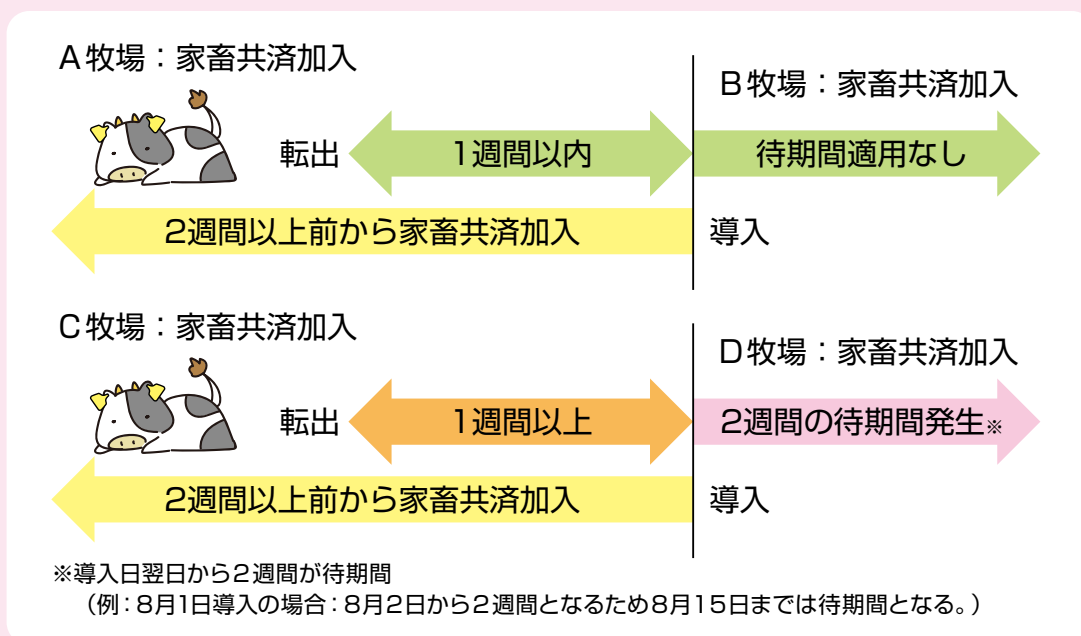 A牧場：家畜共済加入
B牧場：家畜共済加入
転出
1週間以内
待期間適用なし
2週間以上前から家畜共済加入
導入
C牧場：家畜共済加入
D牧場：家畜共済加入
転出
1週間以上
2週間の待期間発生※
2週間以上前から家畜共済加入
導入
※導入日翌日から2週間が待期間
（例：8月1日導入の場合：8月2日から2週間となるため8月15日までは待期間となる。）